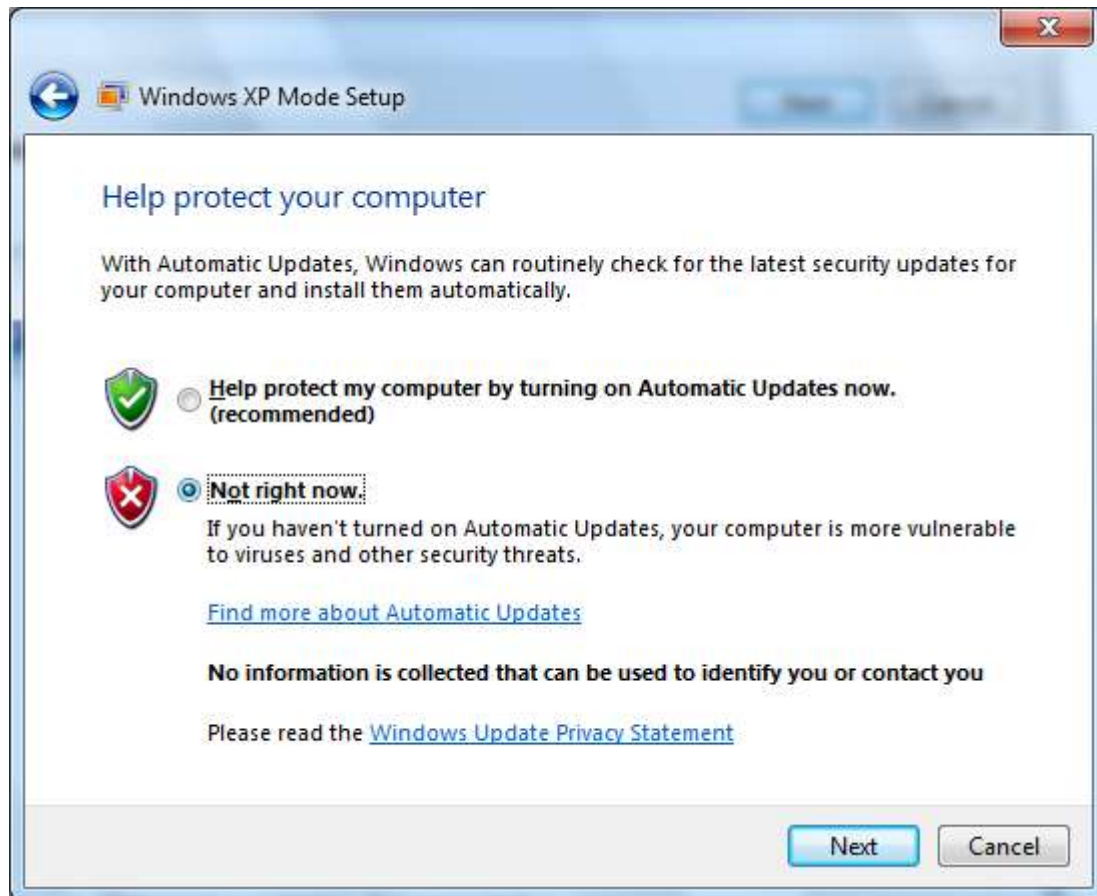 Windows XP Mode Setup
Help protect your computer
With Automatic Updates, Windows can routinely check for the latest security updates for
your computer and install them automatically.
Help protect my computer by turning on Automatic Updates now.
(recommended)
Not right now.
If you haven't turned on Automatic Updates, your computer is more vulnerable
to viruses and other security threats.
Find more about Automatic Updates
No information is collected that can be used to identify you or contact you
Please read the Windows Update Privacy Statement
Next Cancel